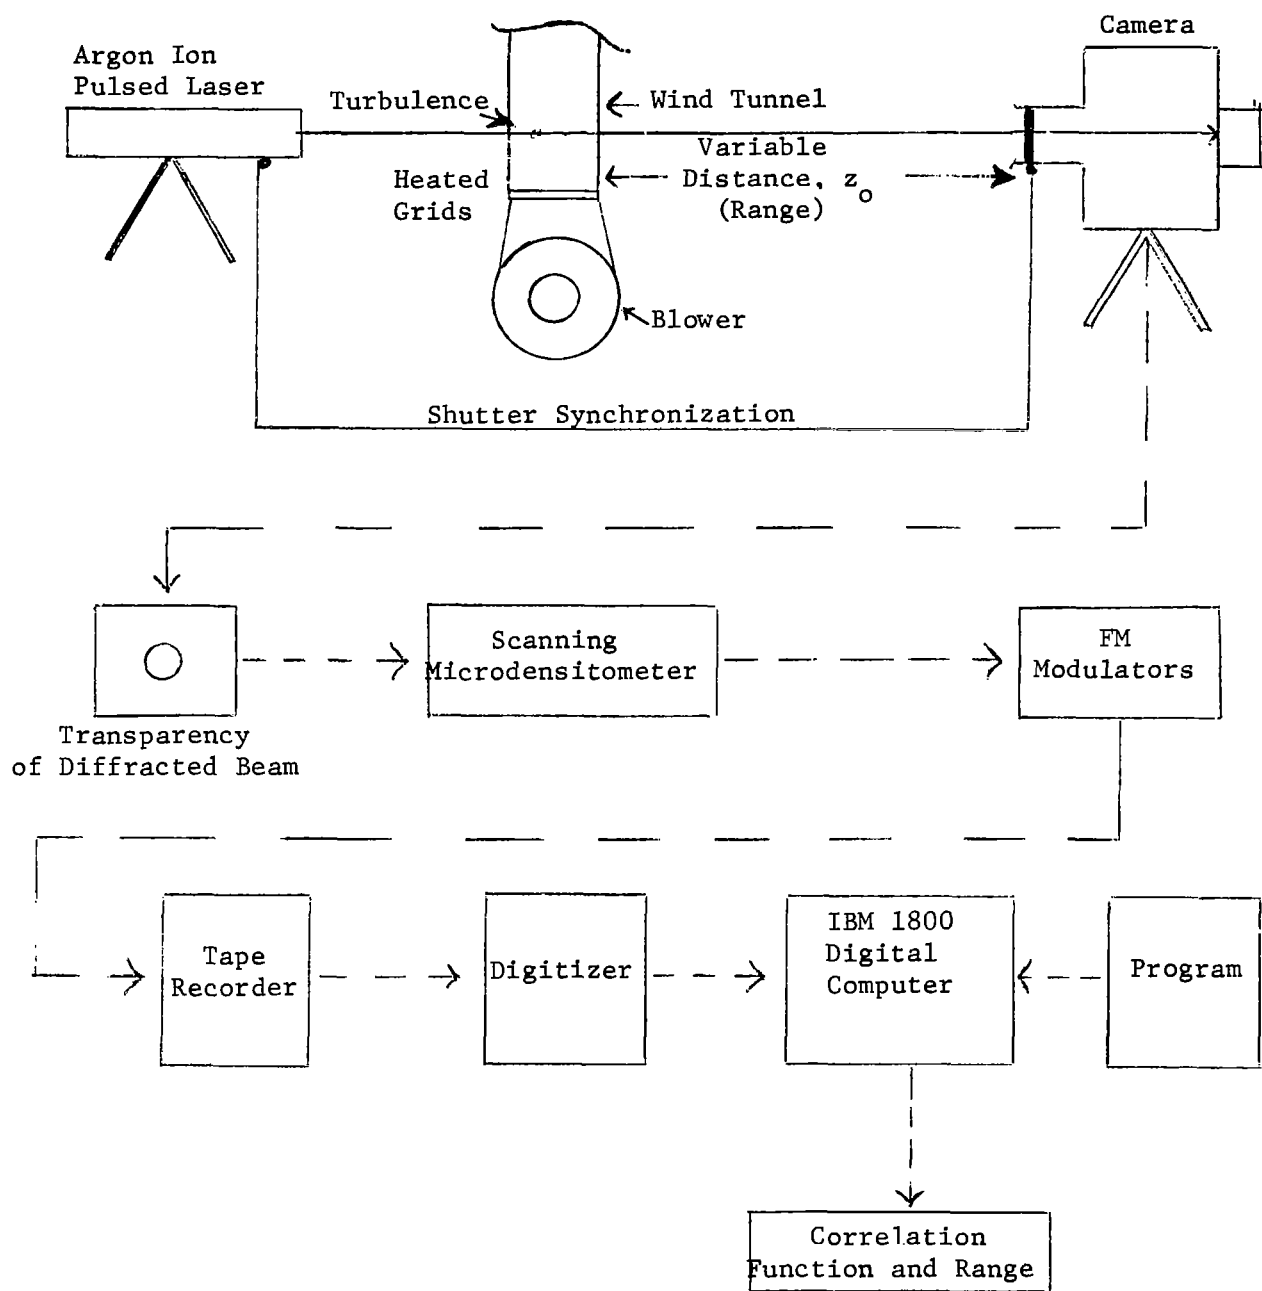 Camera
Argon Ion
Pulsed Laser
Turbulence
Wind Tunnel
Variable
Distance, z_o
(Range)
Heated
Grids
Blower
Shutter Synchronization
Scanning
Microdensitometer
FM
Modulators
Transparency
of Diffracted Beam
Tape
Recorder
Digitizer
IBM 1800
Digital
Computer
Program
Correlation
Function and Range